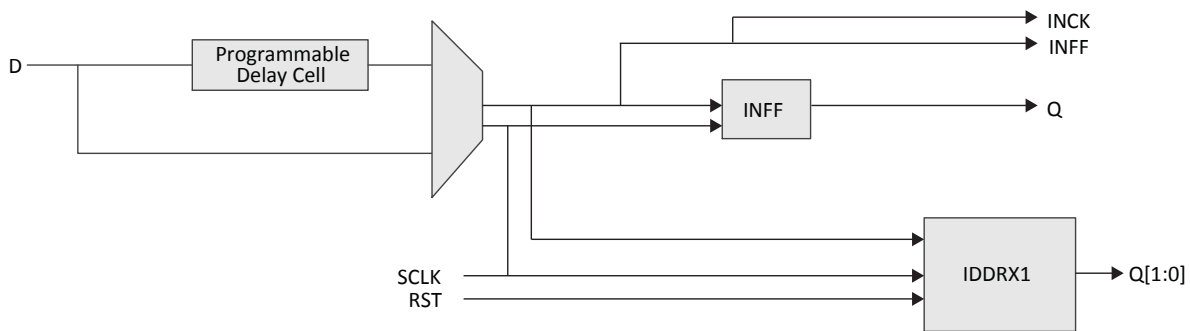 INCK
INFF
D
Programmable
Delay Cell
INFF
Q
SCLK
RST
IDDRX1
Q[1:0]